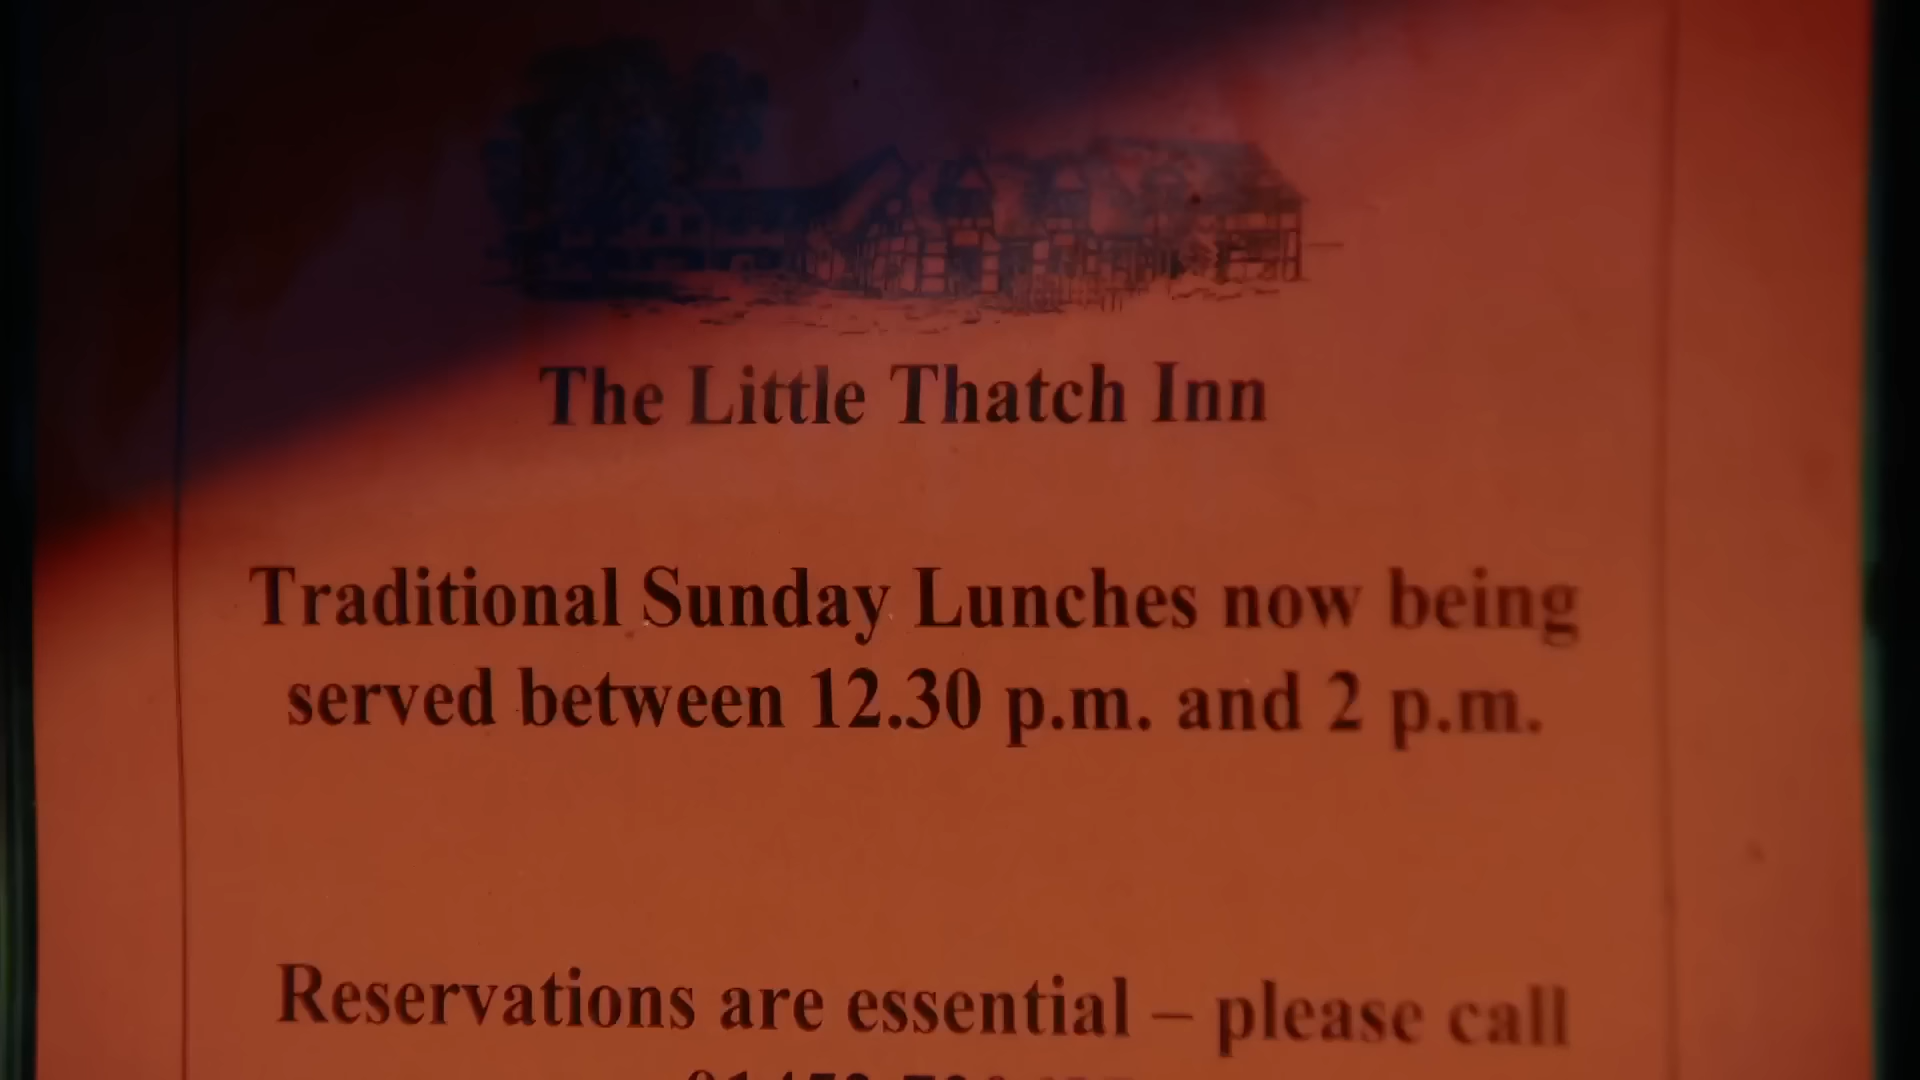 The Little Thatch Inn
Traditional Sunday Lunches now being
served between 12.30 p.m. and 2 p.m.
Reservations are essential – please call